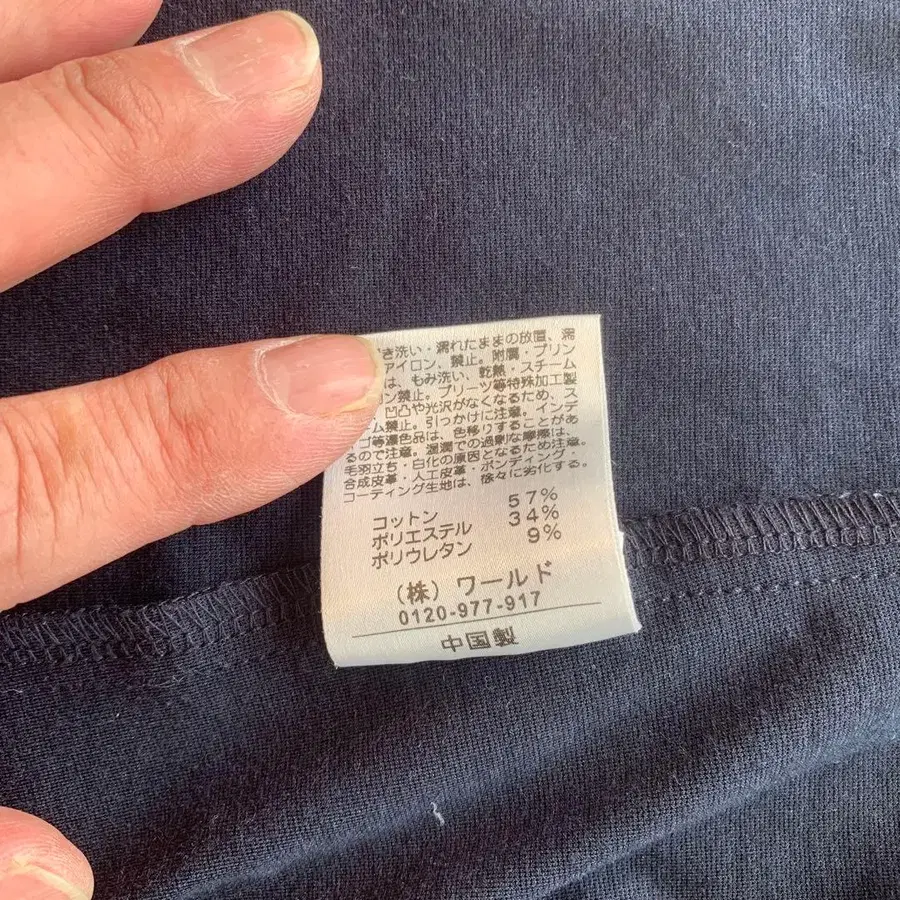 き洗い・濡れたままの放置、濡
アイロン、禁止。附属・プリン
は、もみ洗い、乾熱・スチーム
ン禁止。プリーツ等特殊加工製
、凹凸や光沢がなくなるため、ス
ム禁止。引っかけに注意。インデ
ゴ等濃色品は、色移りすることがあ
るので注意。湿潤での過剰な摩擦は、
毛羽立ち・白化の原因となるため注意。
合成皮革・人工皮革・ボンディング・
コーティング生地は、徐々に劣化する。
コットン 57%
ポリエステル 34%
ポリウレタン 9%
(株)ワールド
0120-977-917
中国製